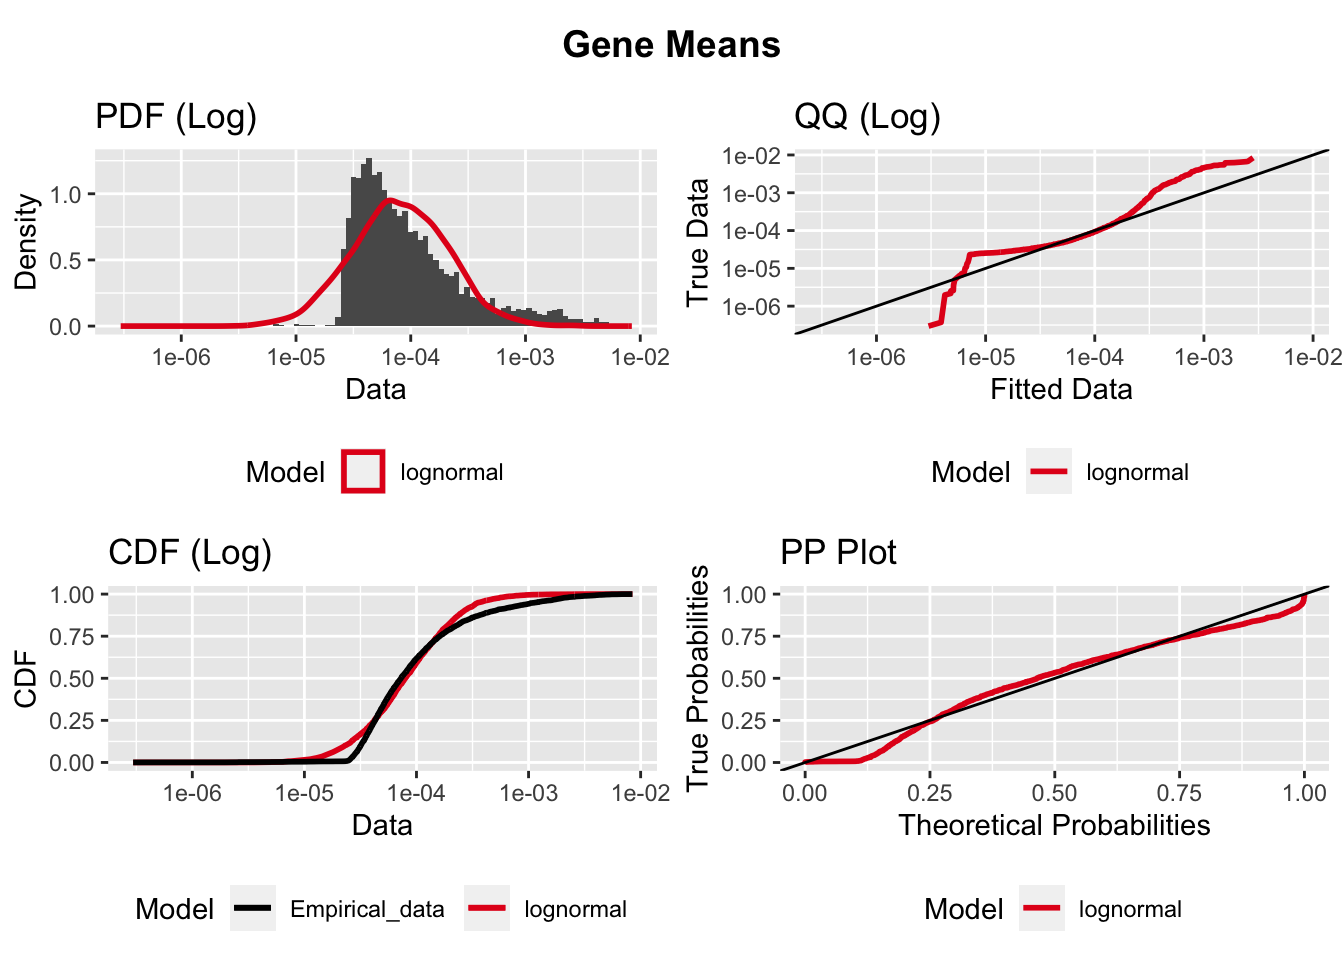 Gene Means
PDF (Log)
Density
1.0
0.5
0.0
1e-06 1e-05 1e-04 1e-03 1e-02
Data
Model lognormal
QQ (Log)
True Data
1e-02
1e-03
1e-04
1e-05
1e-06
1e-06 1e-05 1e-04 1e-03 1e-02
Fitted Data
Model lognormal
CDF (Log)
CDF
1.00
0.75
0.50
0.25
0.00
1e-06 1e-05 1e-04 1e-03 1e-02
Data
Model Empirical_data lognormal
PP Plot
True Probabilities
1.00
0.75
0.50
0.25
0.00
0.00 0.25 0.50 0.75 1.00
Theoretical Probabilities
Model lognormal